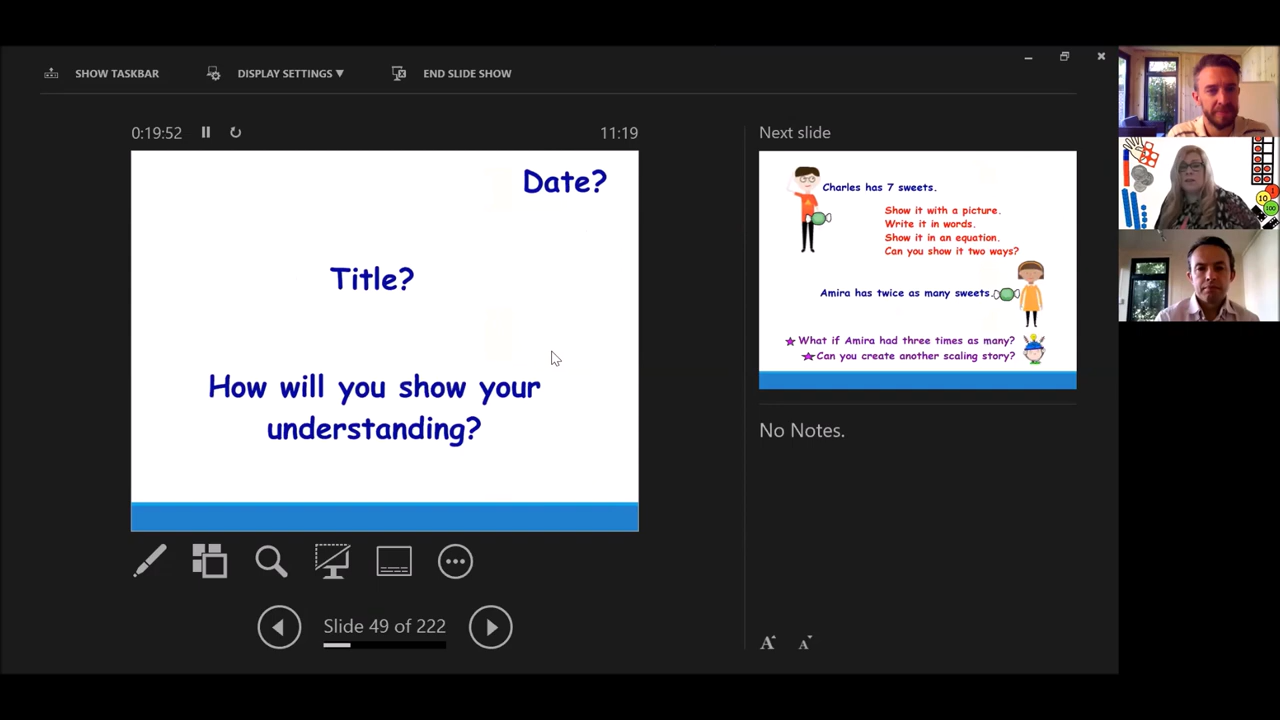 SHOW TASKBAR
DISPLAY SETTINGS ▼
END SLIDE SHOW
0:19:52
11:19
Date?
Title?
How will you show your
understanding?
Slide 49 of 222
Next slide
Charles has 7 sweets.
Show it with a picture.
Write it in words.
Show it in an equation.
Can you show it two ways?
Amira has twice as many sweets.
What if Amira had three times as many?
Can you create another scaling story?
No Notes.
A A
10
1
100